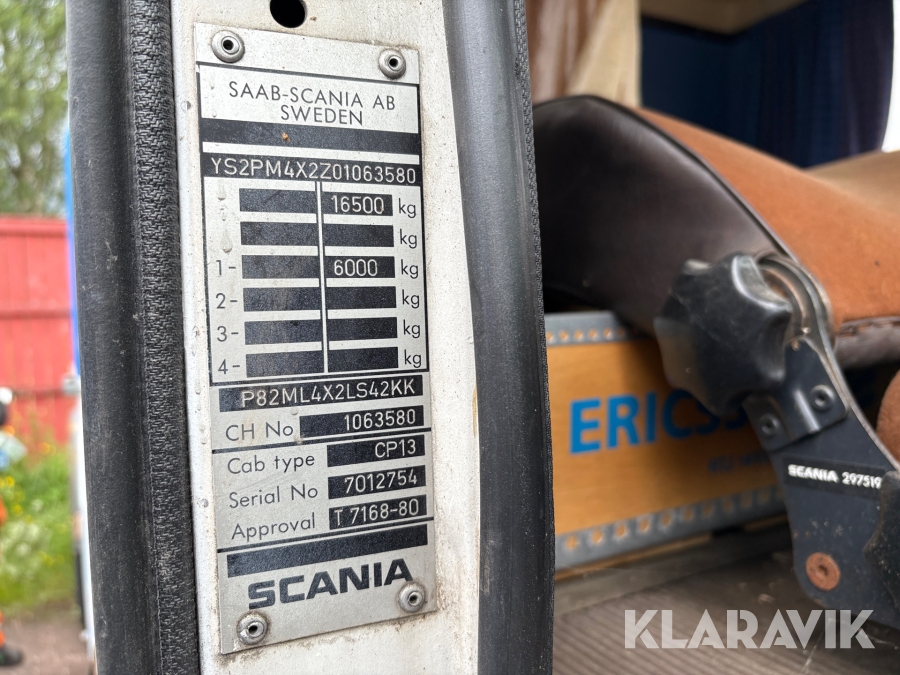 SAAB-SCANIA AB
SWEDEN
YS2PM4X2Z01063580
16500 kg
kg
1- 6000 kg
2- kg
3- kg
4- kg
P82ML4X2LS42KK
CH No 1063580
Cab type CP13
Serial No 7012754
Approval T 7168-80
SCANIA
ERICS
SCANIA 297519
KLARAVIK